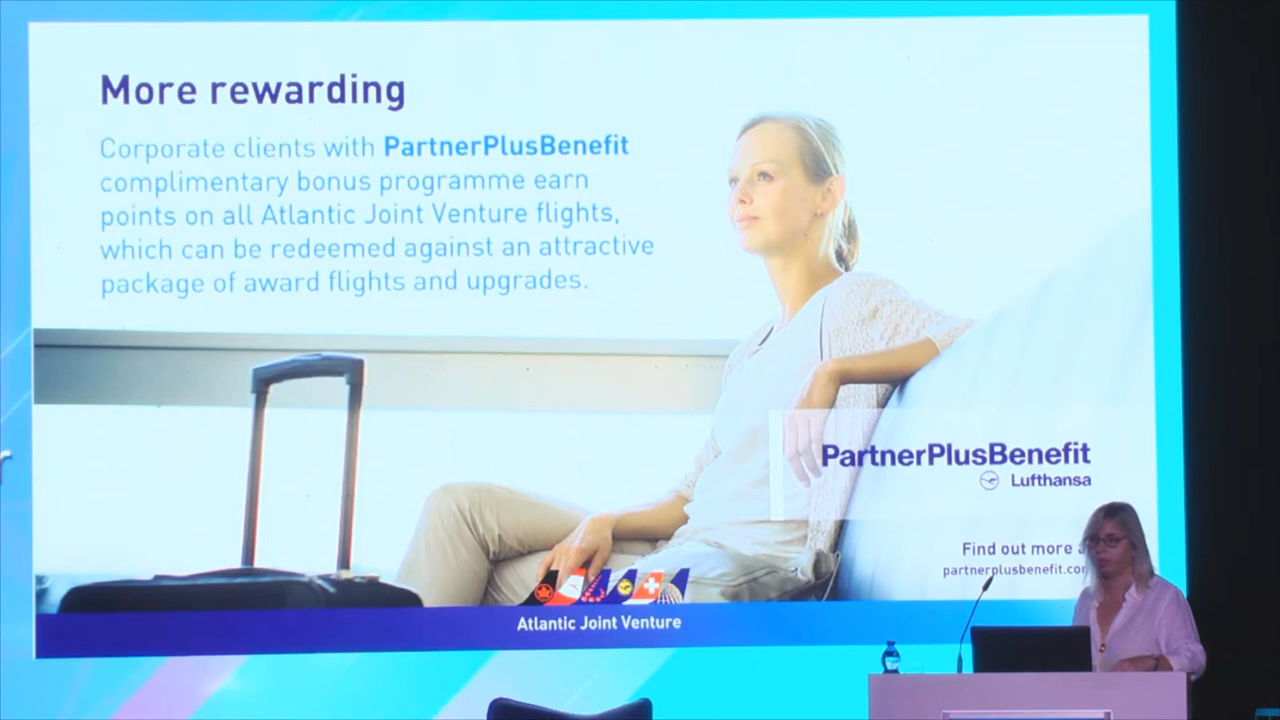 More rewarding
Corporate clients with PartnerPlusBenefit
complimentary bonus programme earn
points on all Atlantic Joint Venture flights,
which can be redeemed against an attractive
package of award flights and upgrades.
PartnerPlusBenefit
Lufthansa
Find out more
partnerplusbenefit.com
Atlantic Joint Venture